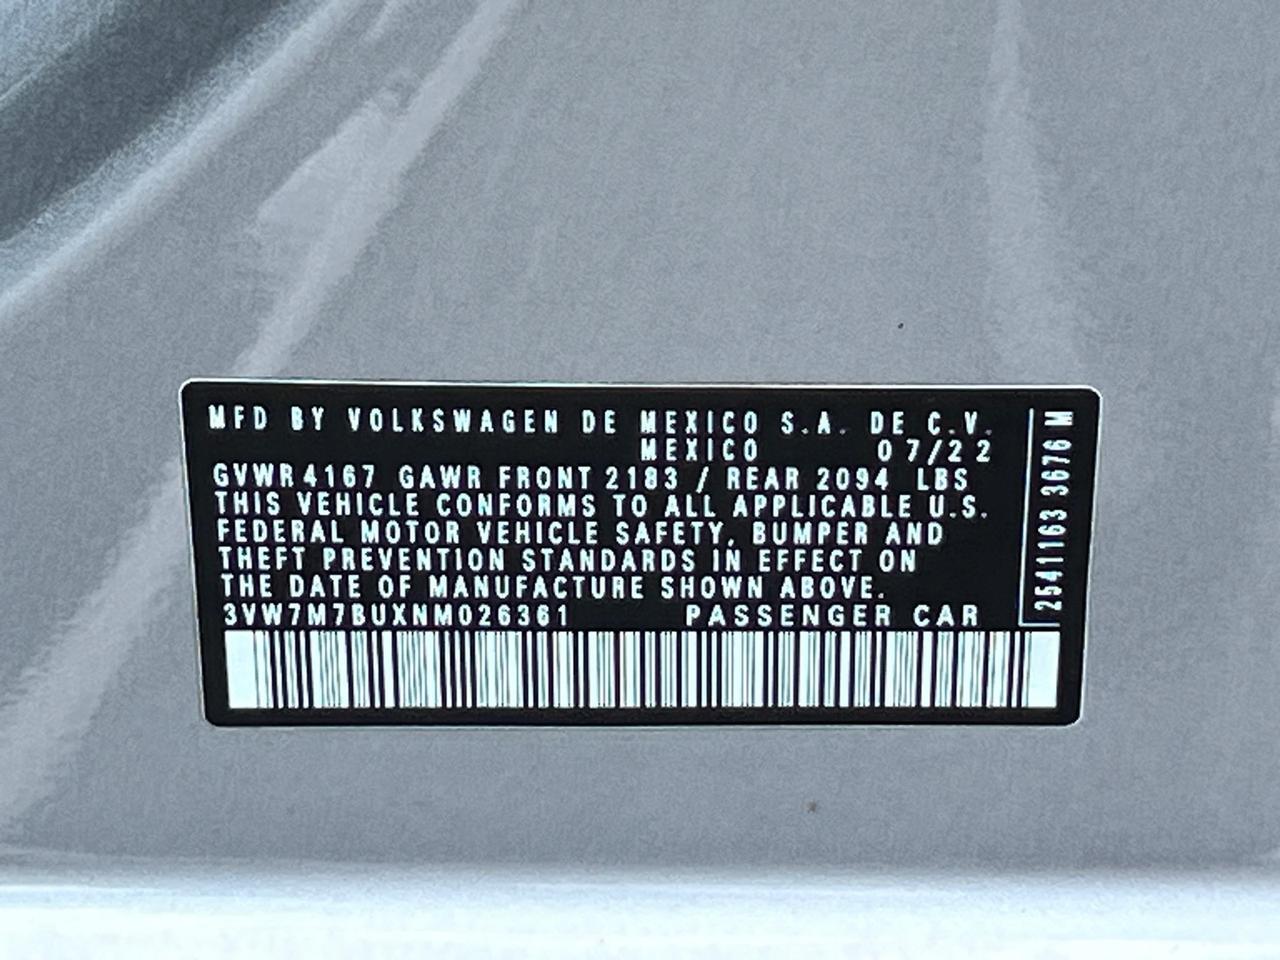 MFD BY VOLKSWAGEN DE MEXICO S.A. DE C.V.
MEXICO 07/22
GVWR 4167 GAWR FRONT 2183 / REAR 2094 LBS
THIS VEHICLE CONFORMS TO ALL APPLICABLE U.S.
FEDERAL MOTOR VEHICLE SAFETY, BUMPER AND
THEFT PREVENTION STANDARDS IN EFFECT ON
THE DATE OF MANUFACTURE SHOWN ABOVE.
3VW7M7BUXNM026361 PASSENGER CAR
2541163 3676 M